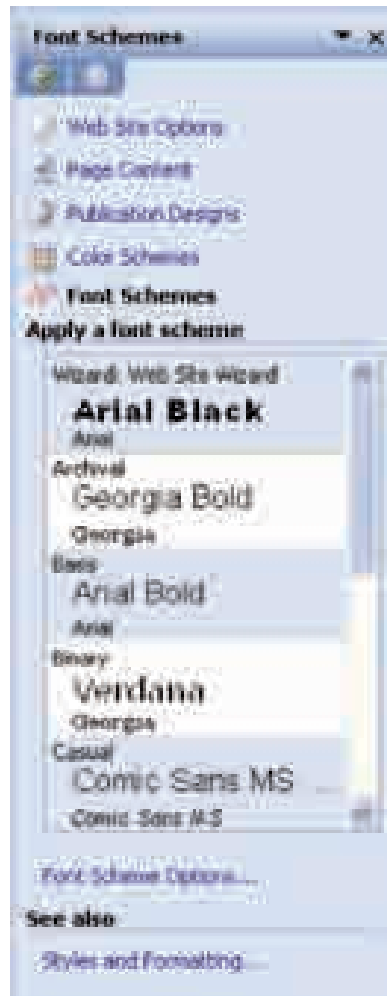 Font Schemes
Web Site Options
Page Content
Publication Designs
Color Schemes
Font Schemes
Apply a font scheme
Wizard: Web Site Wizard
Arial Black
Arial
Archival
Georgia Bold
Georgia
Basis
Arial Bold
Arial
Binary
Verdana
Georgia
Casual
Comic Sans MS ...
Comic Sans MS
Font Scheme Options...
See also
Styles and Formatting...